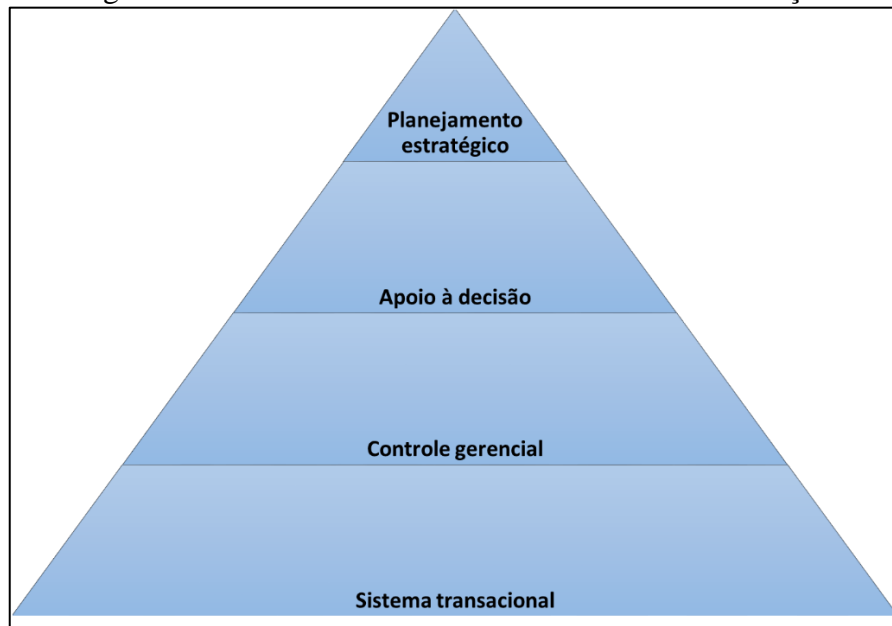 Planejamento
estratégico
Apoio à decisão
Controle gerencial
Sistema transacional